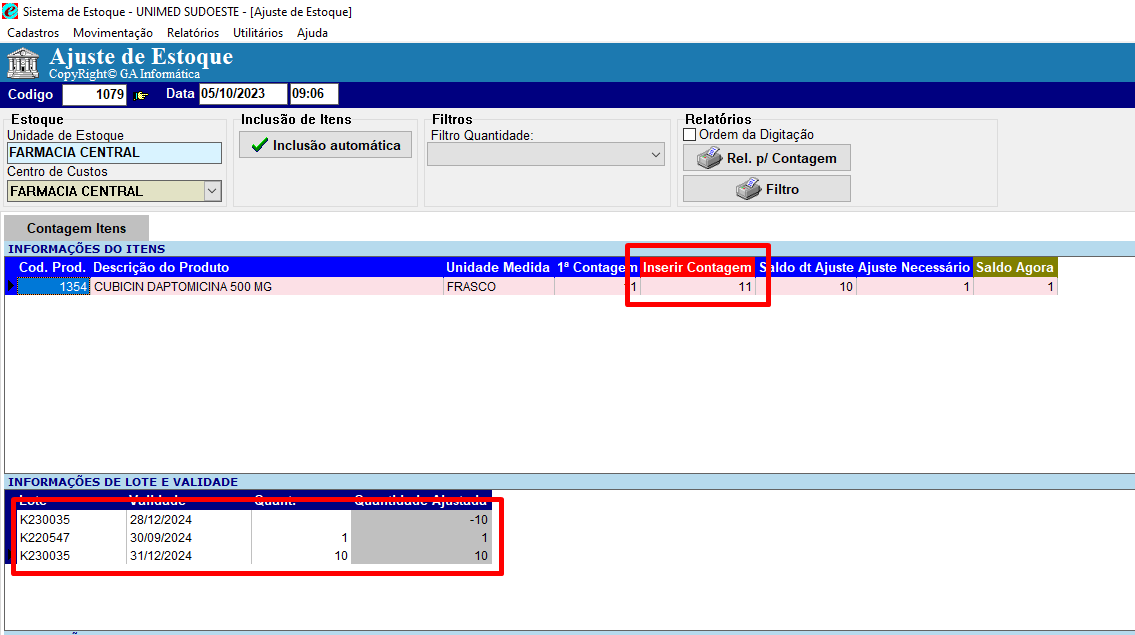 Sistema de Estoque - UNIMED SUDOESTE - [Ajuste de Estoque]
Cadastros Movimentação Relatórios Utilitários Ajuda
Ajuste de Estoque
CopyRight© GA Informática
Codigo 1079 Data 05/10/2023 09:06
Estoque Inclusão de Itens Filtros Relatórios
Unidade de Estoque Filtro Quantidade: Ordem da Digitação
FARMACIA CENTRAL Inclusão automática Rel. p/ Contagem
Centro de Custos
FARMACIA CENTRAL Filtro
Contagem Itens
INFORMAÇÕES DO ITENS
Cod. Prod. Descrição do Produto Unidade Medida 1ª Contagem Inserir Contagem Saldo dt Ajuste Ajuste Necessário Saldo Agora
1354 CUBICIN DAPTOMICINA 500 MG FRASCO 11 11 10 1 1
INFORMAÇÕES DE LOTE E VALIDADE
Lote Validade Quant. Quantidade Ajustada
K230035 28/12/2024 -10
K220547 30/09/2024 1 1
K230035 31/12/2024 10 10